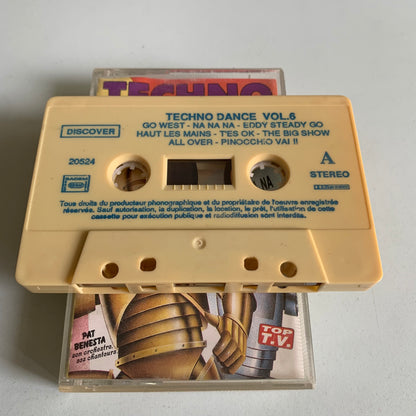 TECHNO
TECHNO DANCE VOL.6
GO WEST - NA NA NA - EDDY STEADY GO
HAUT LES MAINS - T'ES OK - THE BIG SHOW
ALL OVER - PINOCCHIO VAI !!
DISCOVER
20524
A
STEREO
SACEM
NA
Tous droits du producteur phonographique et du propriétaire de l'œuvre enregistrée
réservés. Sauf autorisation, la duplication, la location, le prêt, l'utilisation de cette
cassette pour exécution publique et radiodiffusion sont interdits.
PAT
BENESTA
son orchestre,
ses chanteurs.
TOP
T.V.